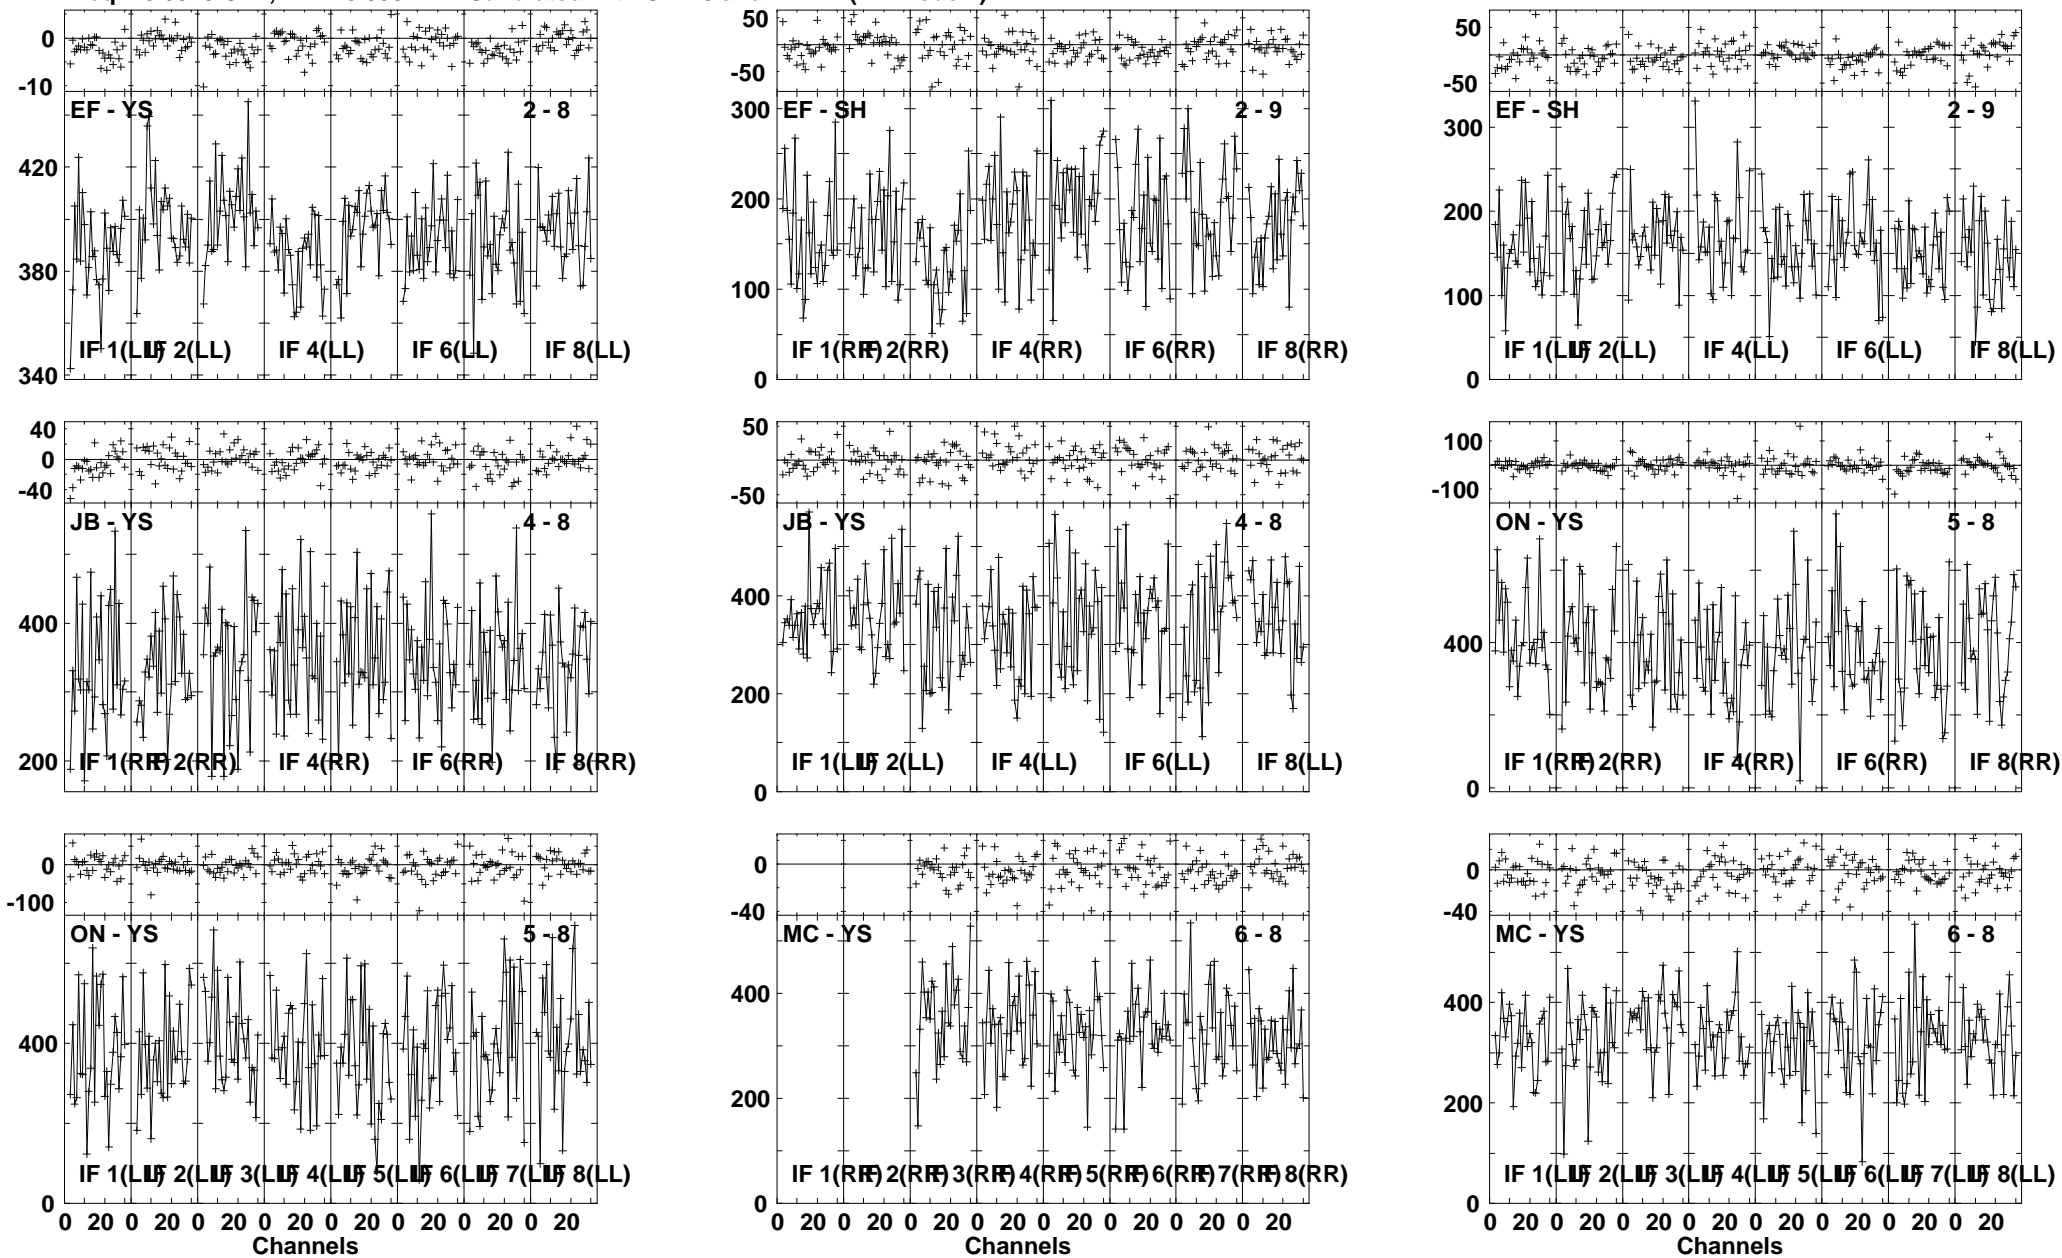 0
-10
EF - YS 2 - 8
420
380
340
IF 1(LL) IF 2(LL) IF 4(LL) IF 6(LL) IF 8(LL)
50
0
-50
EF - SH 2 - 9
300
200
100
0
IF 1(RR) IF 2(RR) IF 4(RR) IF 6(RR) IF 8(RR)
50
0
-50
EF - SH 2 - 9
300
200
100
0
IF 1(LL) IF 2(LL) IF 4(LL) IF 6(LL) IF 8(LL)
40
0
-40
JB - YS 4 - 8
400
200
IF 1(RR) IF 2(RR) IF 4(RR) IF 6(RR) IF 8(RR)
50
0
-50
JB - YS 4 - 8
400
200
0
IF 1(LL) IF 2(LL) IF 4(LL) IF 6(LL) IF 8(LL)
100
0
-100
ON - YS 5 - 8
400
0
IF 1(RR) IF 2(RR) IF 4(RR) IF 6(RR) IF 8(RR)
0
-100
ON - YS 5 - 8
400
0
IF 1(LL) IF 2(LL) IF 3(LL) IF 4(LL) IF 5(LL) IF 6(LL) IF 7(LL) IF 8(LL)
0 20 0 20 0 20 0 20 0 20 0 20 0 20 0 20
Channels
0
-40
MC - YS 6 - 8
400
200
0
IF 1(RR) IF 2(RR) IF 3(RR) IF 4(RR) IF 5(RR) IF 6(RR) IF 7(RR) IF 8(RR)
0 20 0 20 0 20 0 20 0 20 0 20 0 20 0 20
Channels
0
-40
MC - YS 6 - 8
400
200
0
IF 1(LL) IF 2(LL) IF 3(LL) IF 4(LL) IF 5(LL) IF 6(LL) IF 7(LL) IF 8(LL)
0 20 0 20 0 20 0 20 0 20 0 20 0 20 0 20
Channels